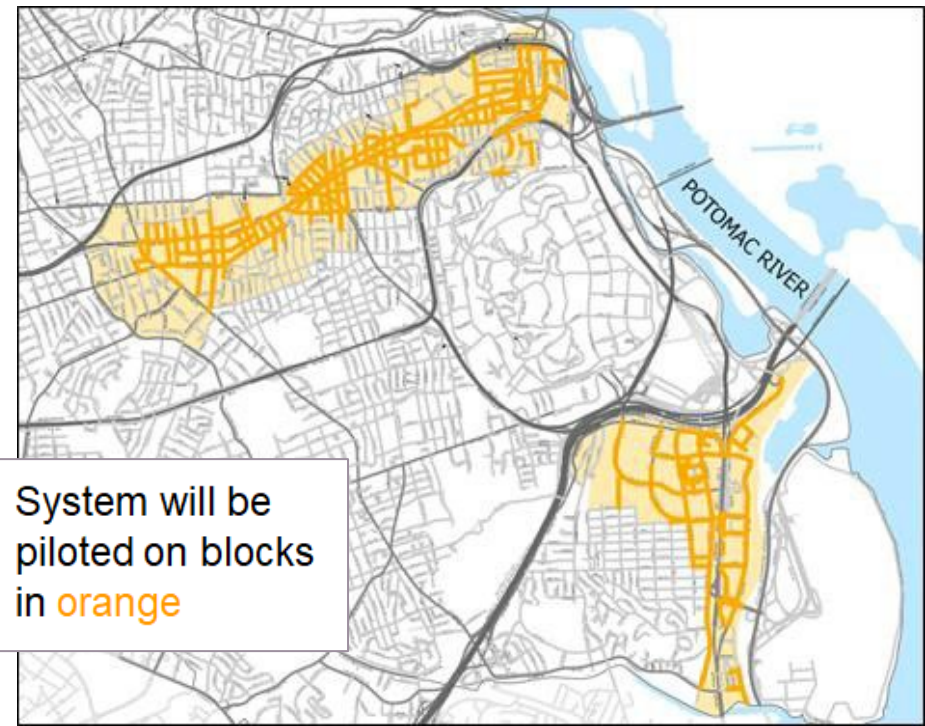 POTOMAC RIVER
System will be
piloted on blocks
in orange